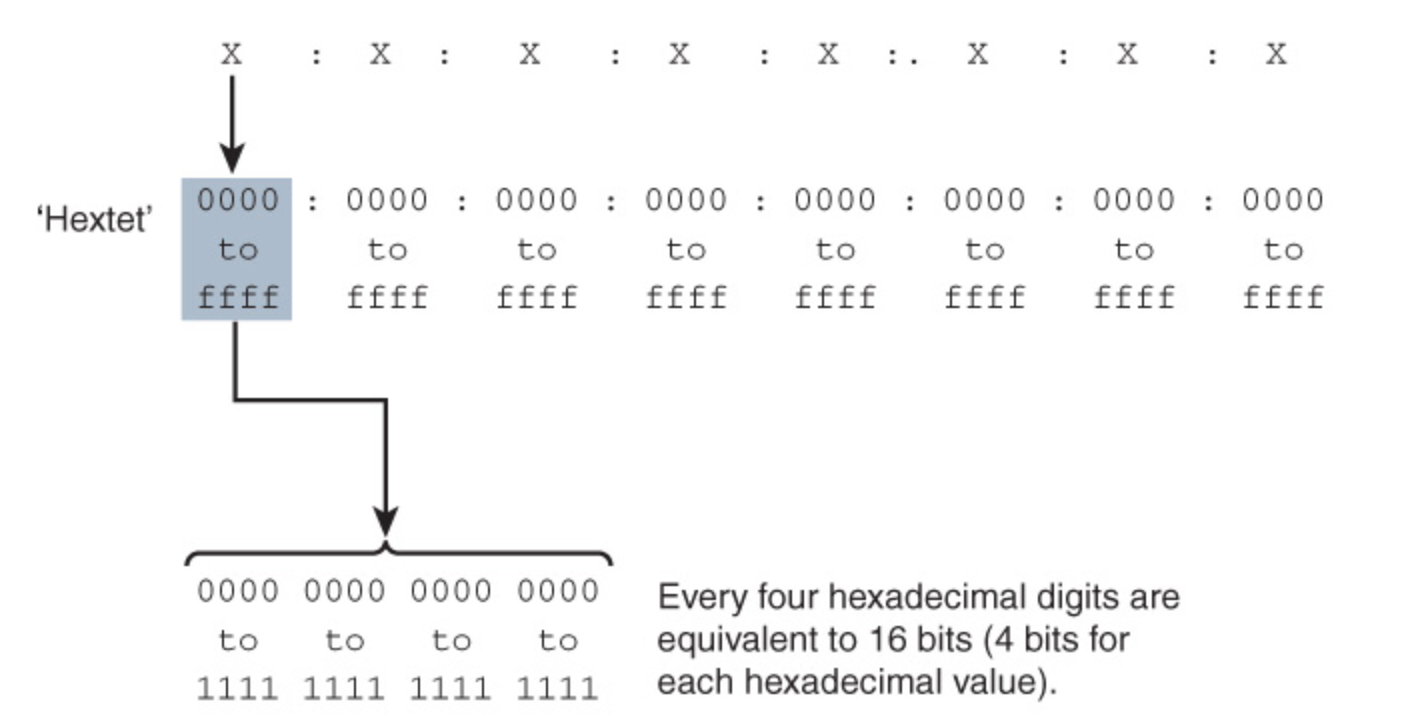 X : X : X : X : X :. X : X : X
'Hextet'
0000 : 0000 : 0000 : 0000 : 0000 : 0000 : 0000 : 0000
to to to to to to to to
ffff ffff ffff ffff ffff ffff ffff ffff
0000 0000 0000 0000
to to to to
1111 1111 1111 1111
Every four hexadecimal digits are
equivalent to 16 bits (4 bits for
each hexadecimal value).